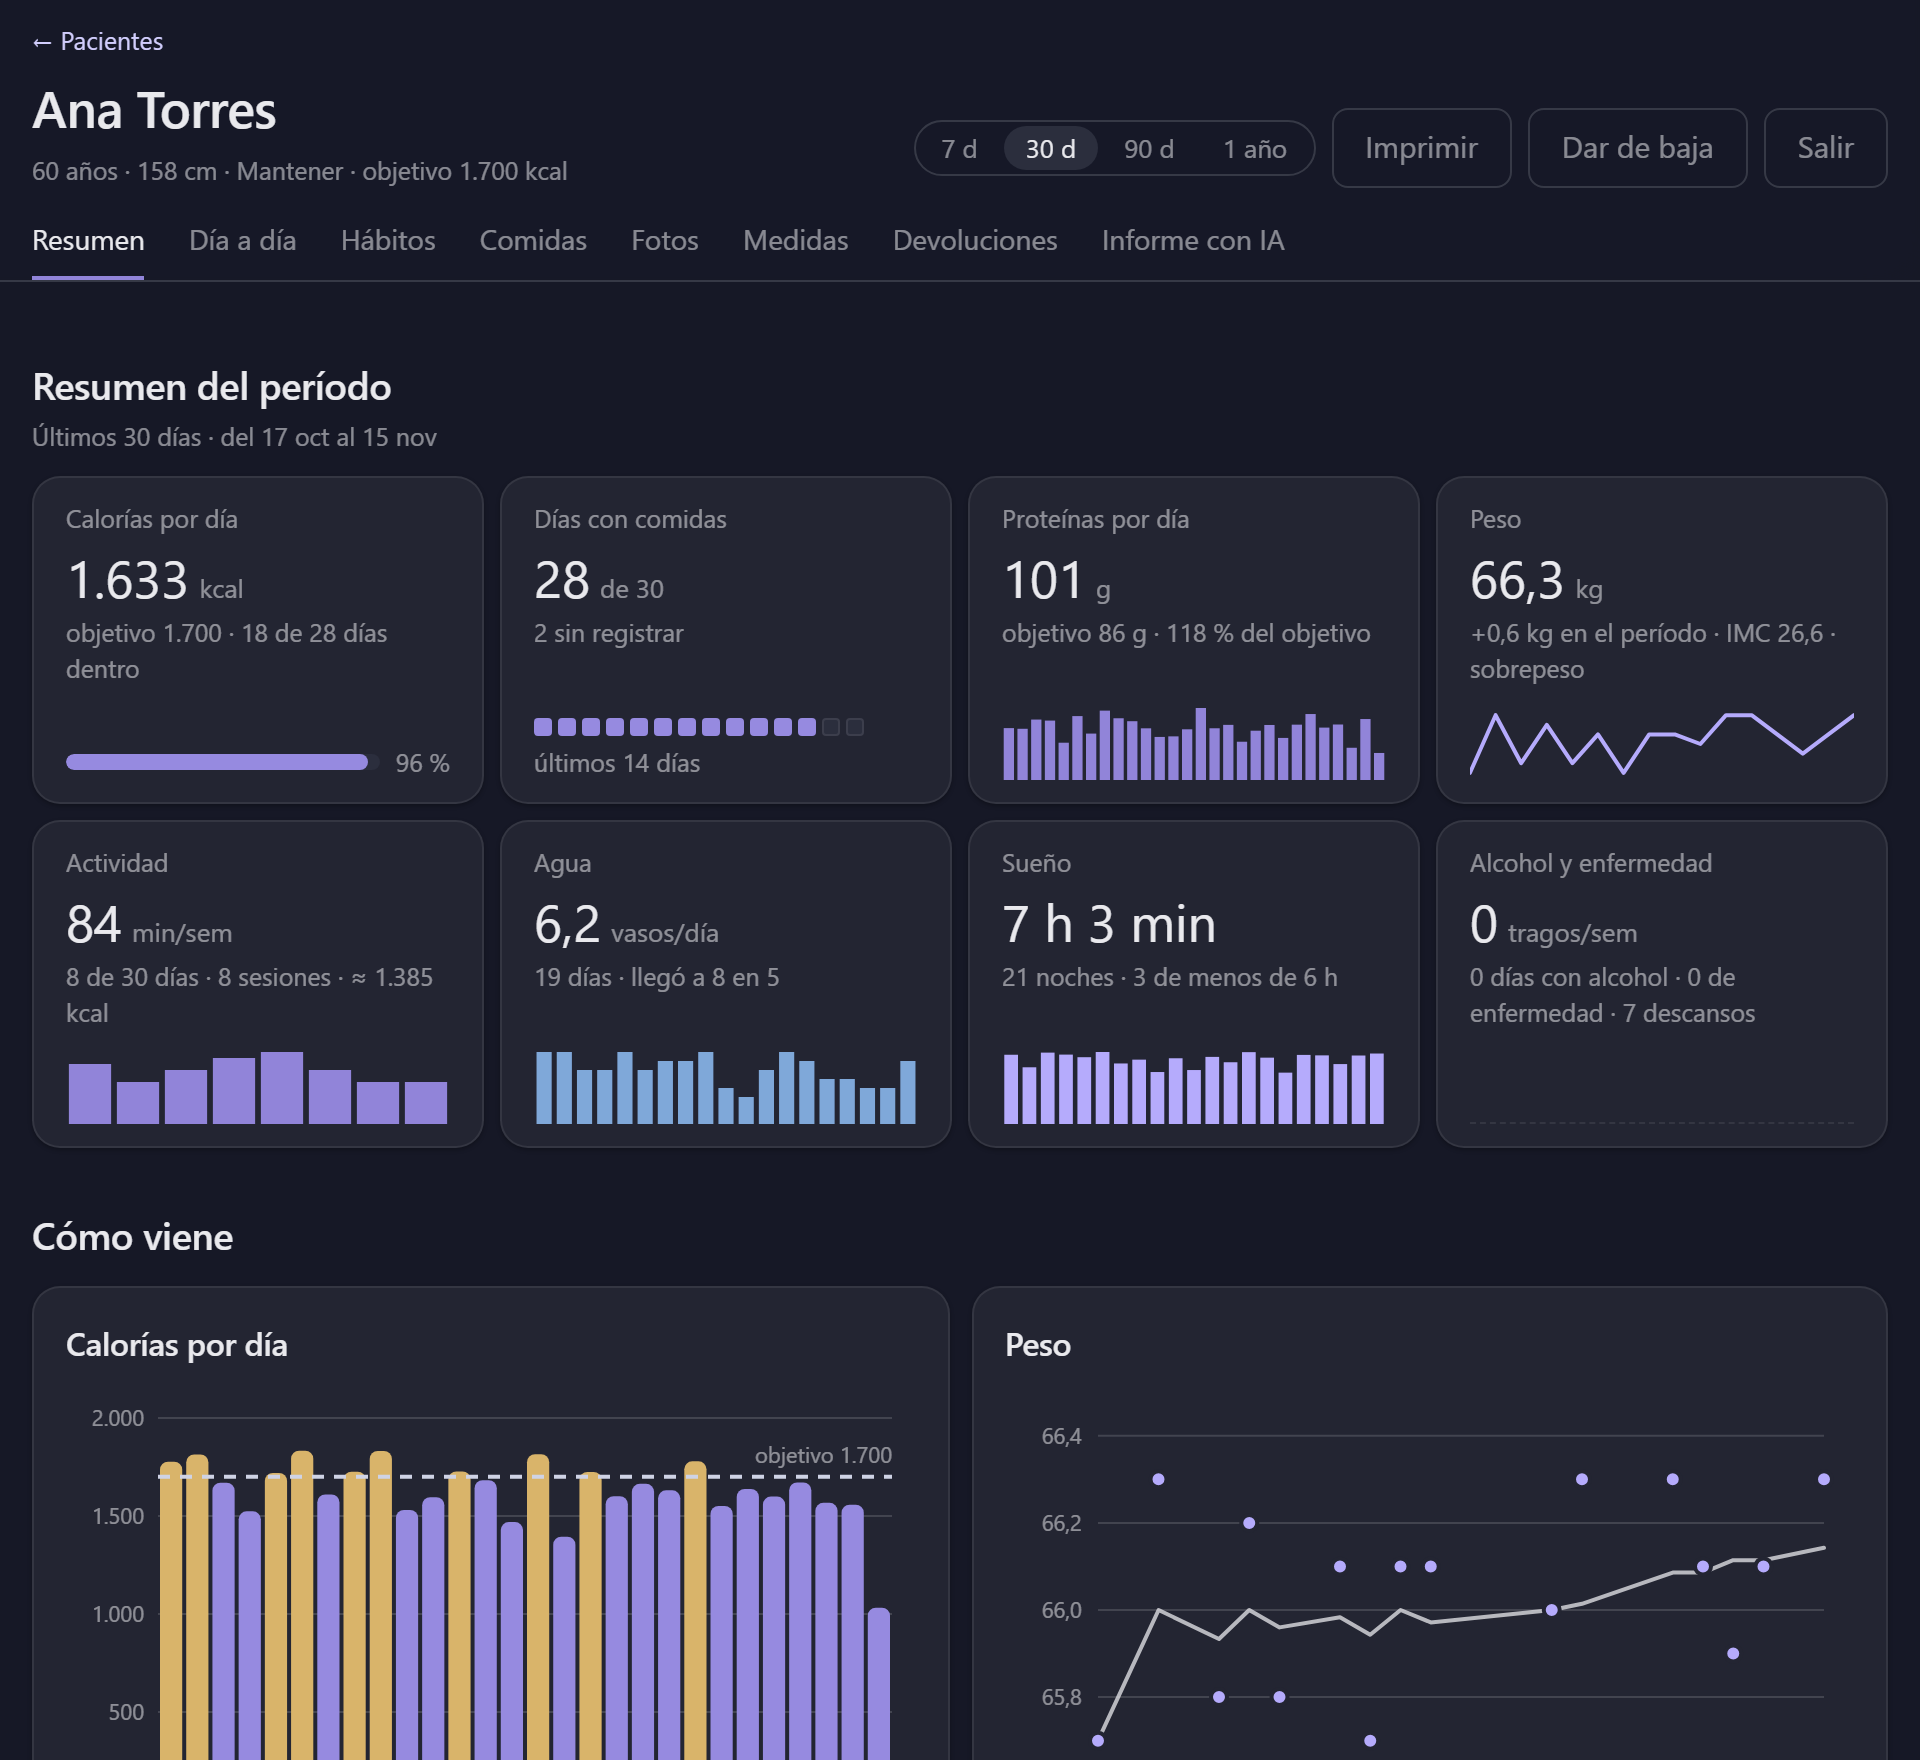 ← Pacientes
Ana Torres
60 años · 158 cm · Mantener · objetivo 1.700 kcal
7 d
30 d
90 d
1 año
Imprimir
Dar de baja
Salir
Resumen
Día a día
Hábitos
Comidas
Fotos
Medidas
Devoluciones
Informe con IA
Resumen del período
Últimos 30 días · del 17 oct al 15 nov
Calorías por día
1.633 kcal
objetivo 1.700 · 18 de 28 días
dentro
96 %
Días con comidas
28 de 30
2 sin registrar
últimos 14 días
Proteínas por día
101 g
objetivo 86 g · 118 % del objetivo
Peso
66,3 kg
+0,6 kg en el período · IMC 26,6 ·
sobrepeso
Actividad
84 min/sem
8 de 30 días · 8 sesiones · ≈ 1.385
kcal
Agua
6,2 vasos/día
19 días · llegó a 8 en 5
Sueño
7 h 3 min
21 noches · 3 de menos de 6 h
Alcohol y enfermedad
0 tragos/sem
0 días con alcohol · 0 de
enfermedad · 7 descansos
Cómo viene
Calorías por día
2.000
objetivo 1.700
1.500
1.000
500
Peso
66,4
66,2
66,0
65,8